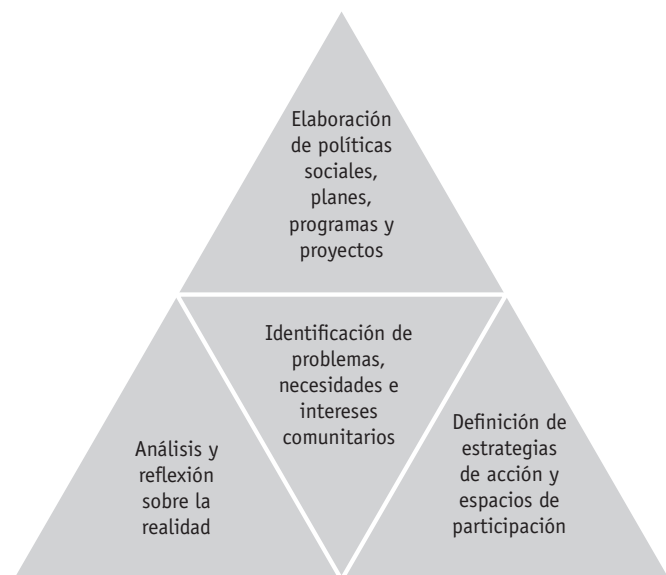 Elaboración
de políticas
sociales,
planes,
programas y
proyectos
Identificación de
problemas,
necesidades e
intereses
comunitarios
Análisis y
reflexión
sobre la
realidad
Definición de
estrategias
de acción y
espacios de
participación